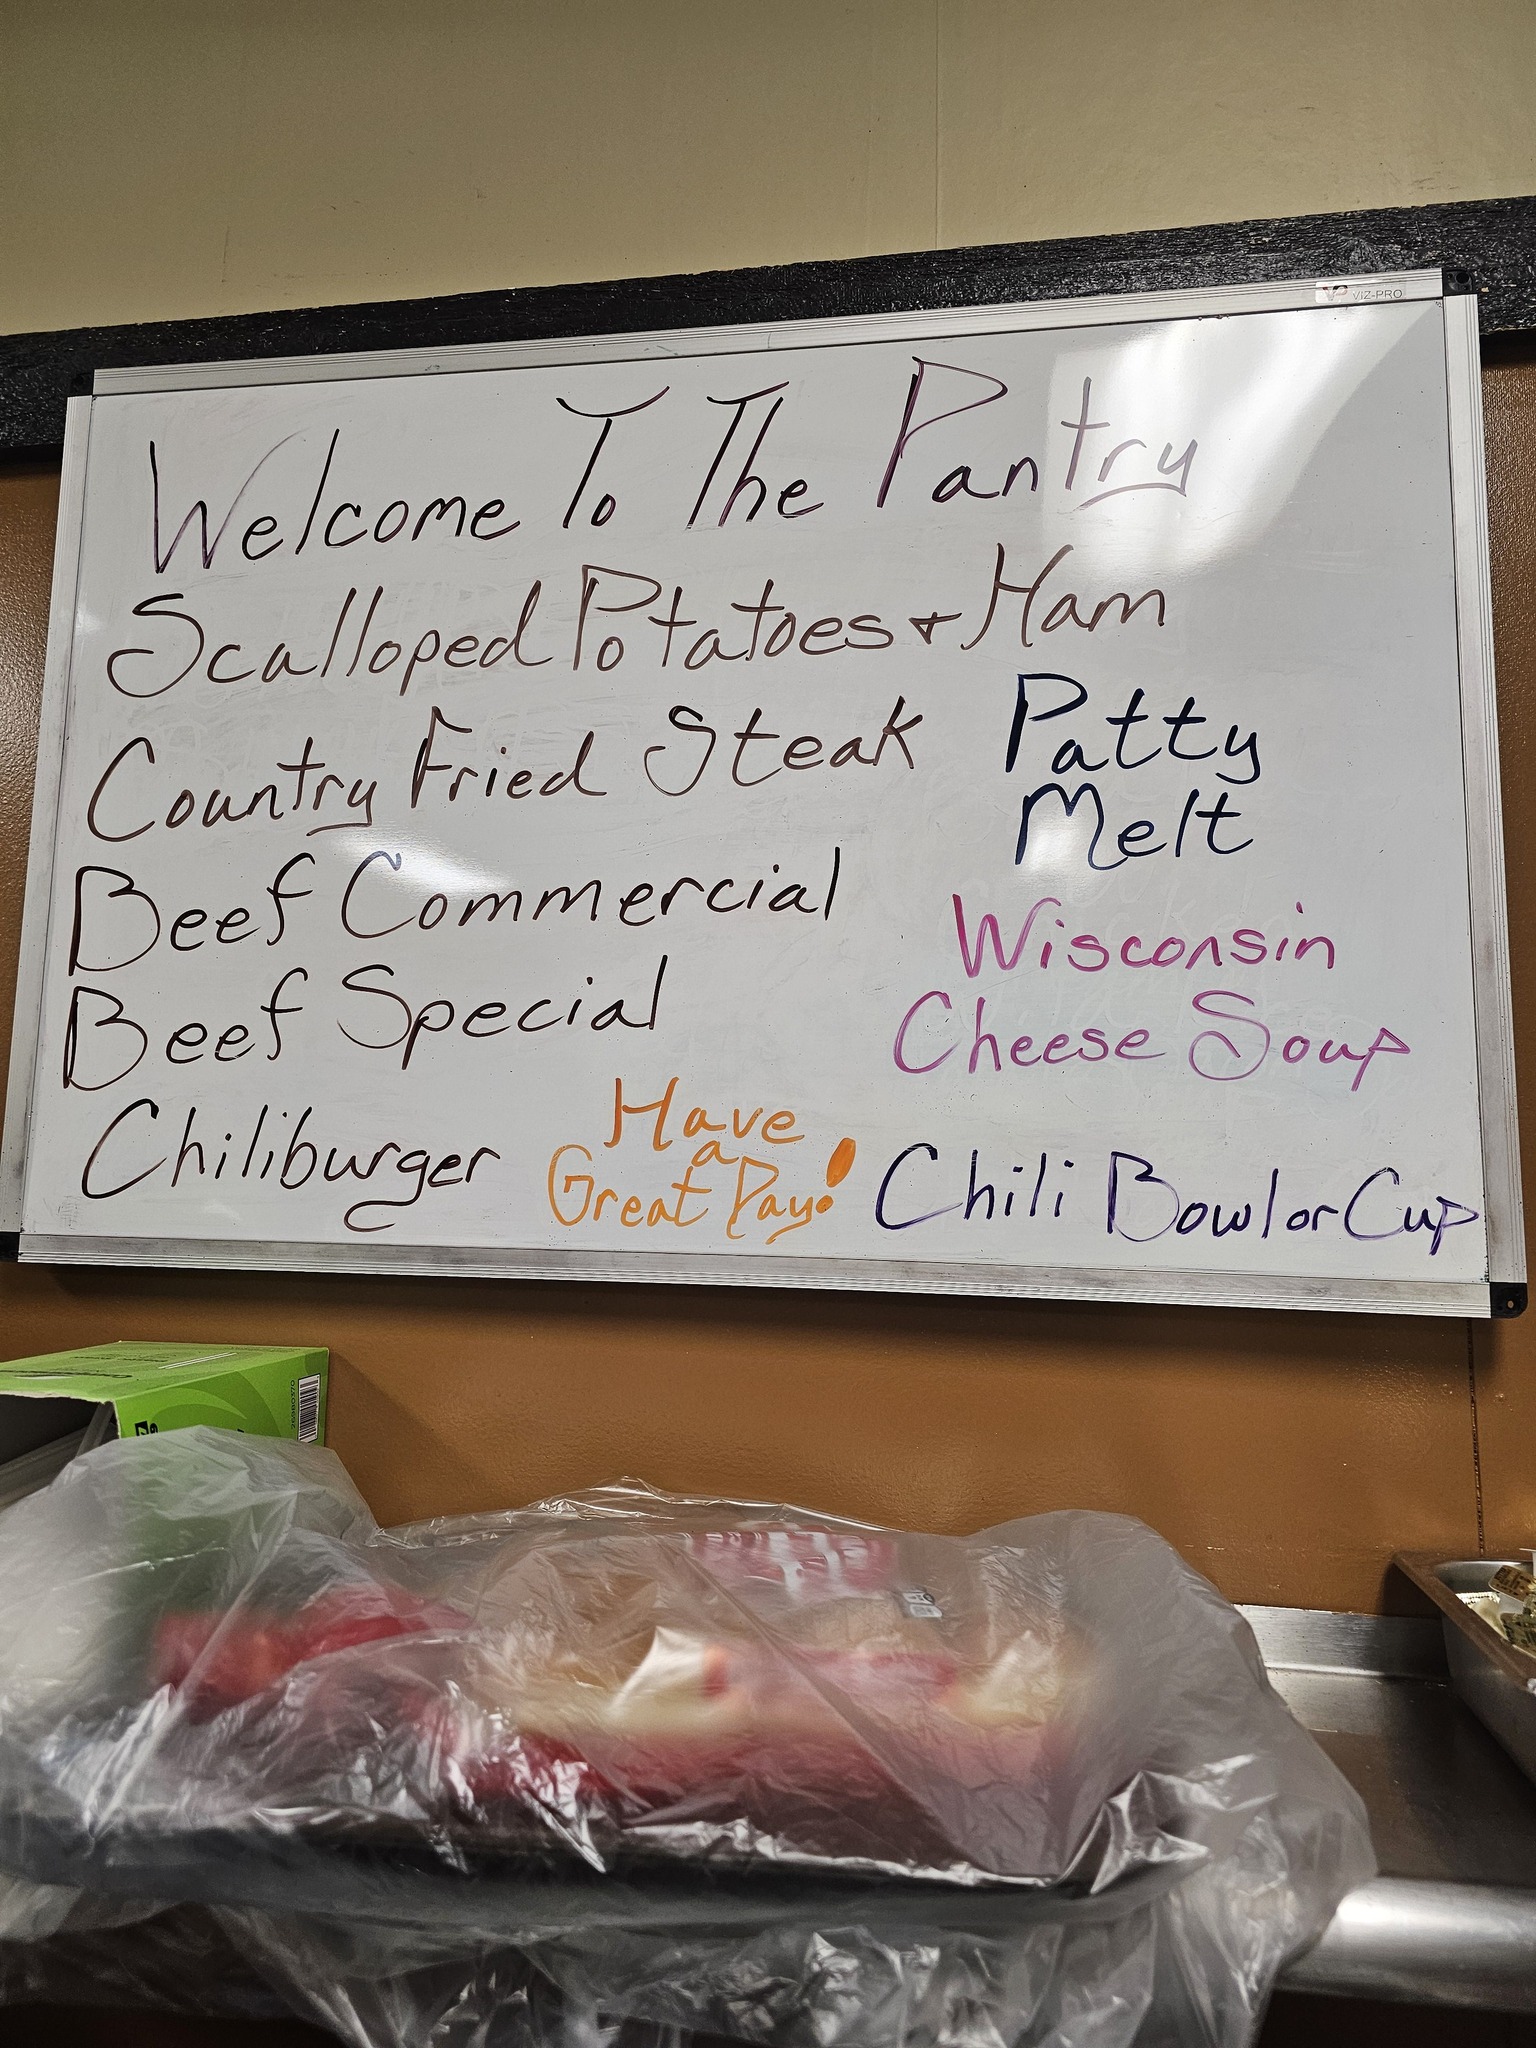 VP VIZ-PRO
Welcome To The Pantry
Scalloped Potatoes + Ham
Country Fried Steak
Patty
Melt
Beef Commercial
Wisconsin
Beef Special
Cheese Soup
Chiliburger
Have
a
Great Day!
Chili Bowl or Cup